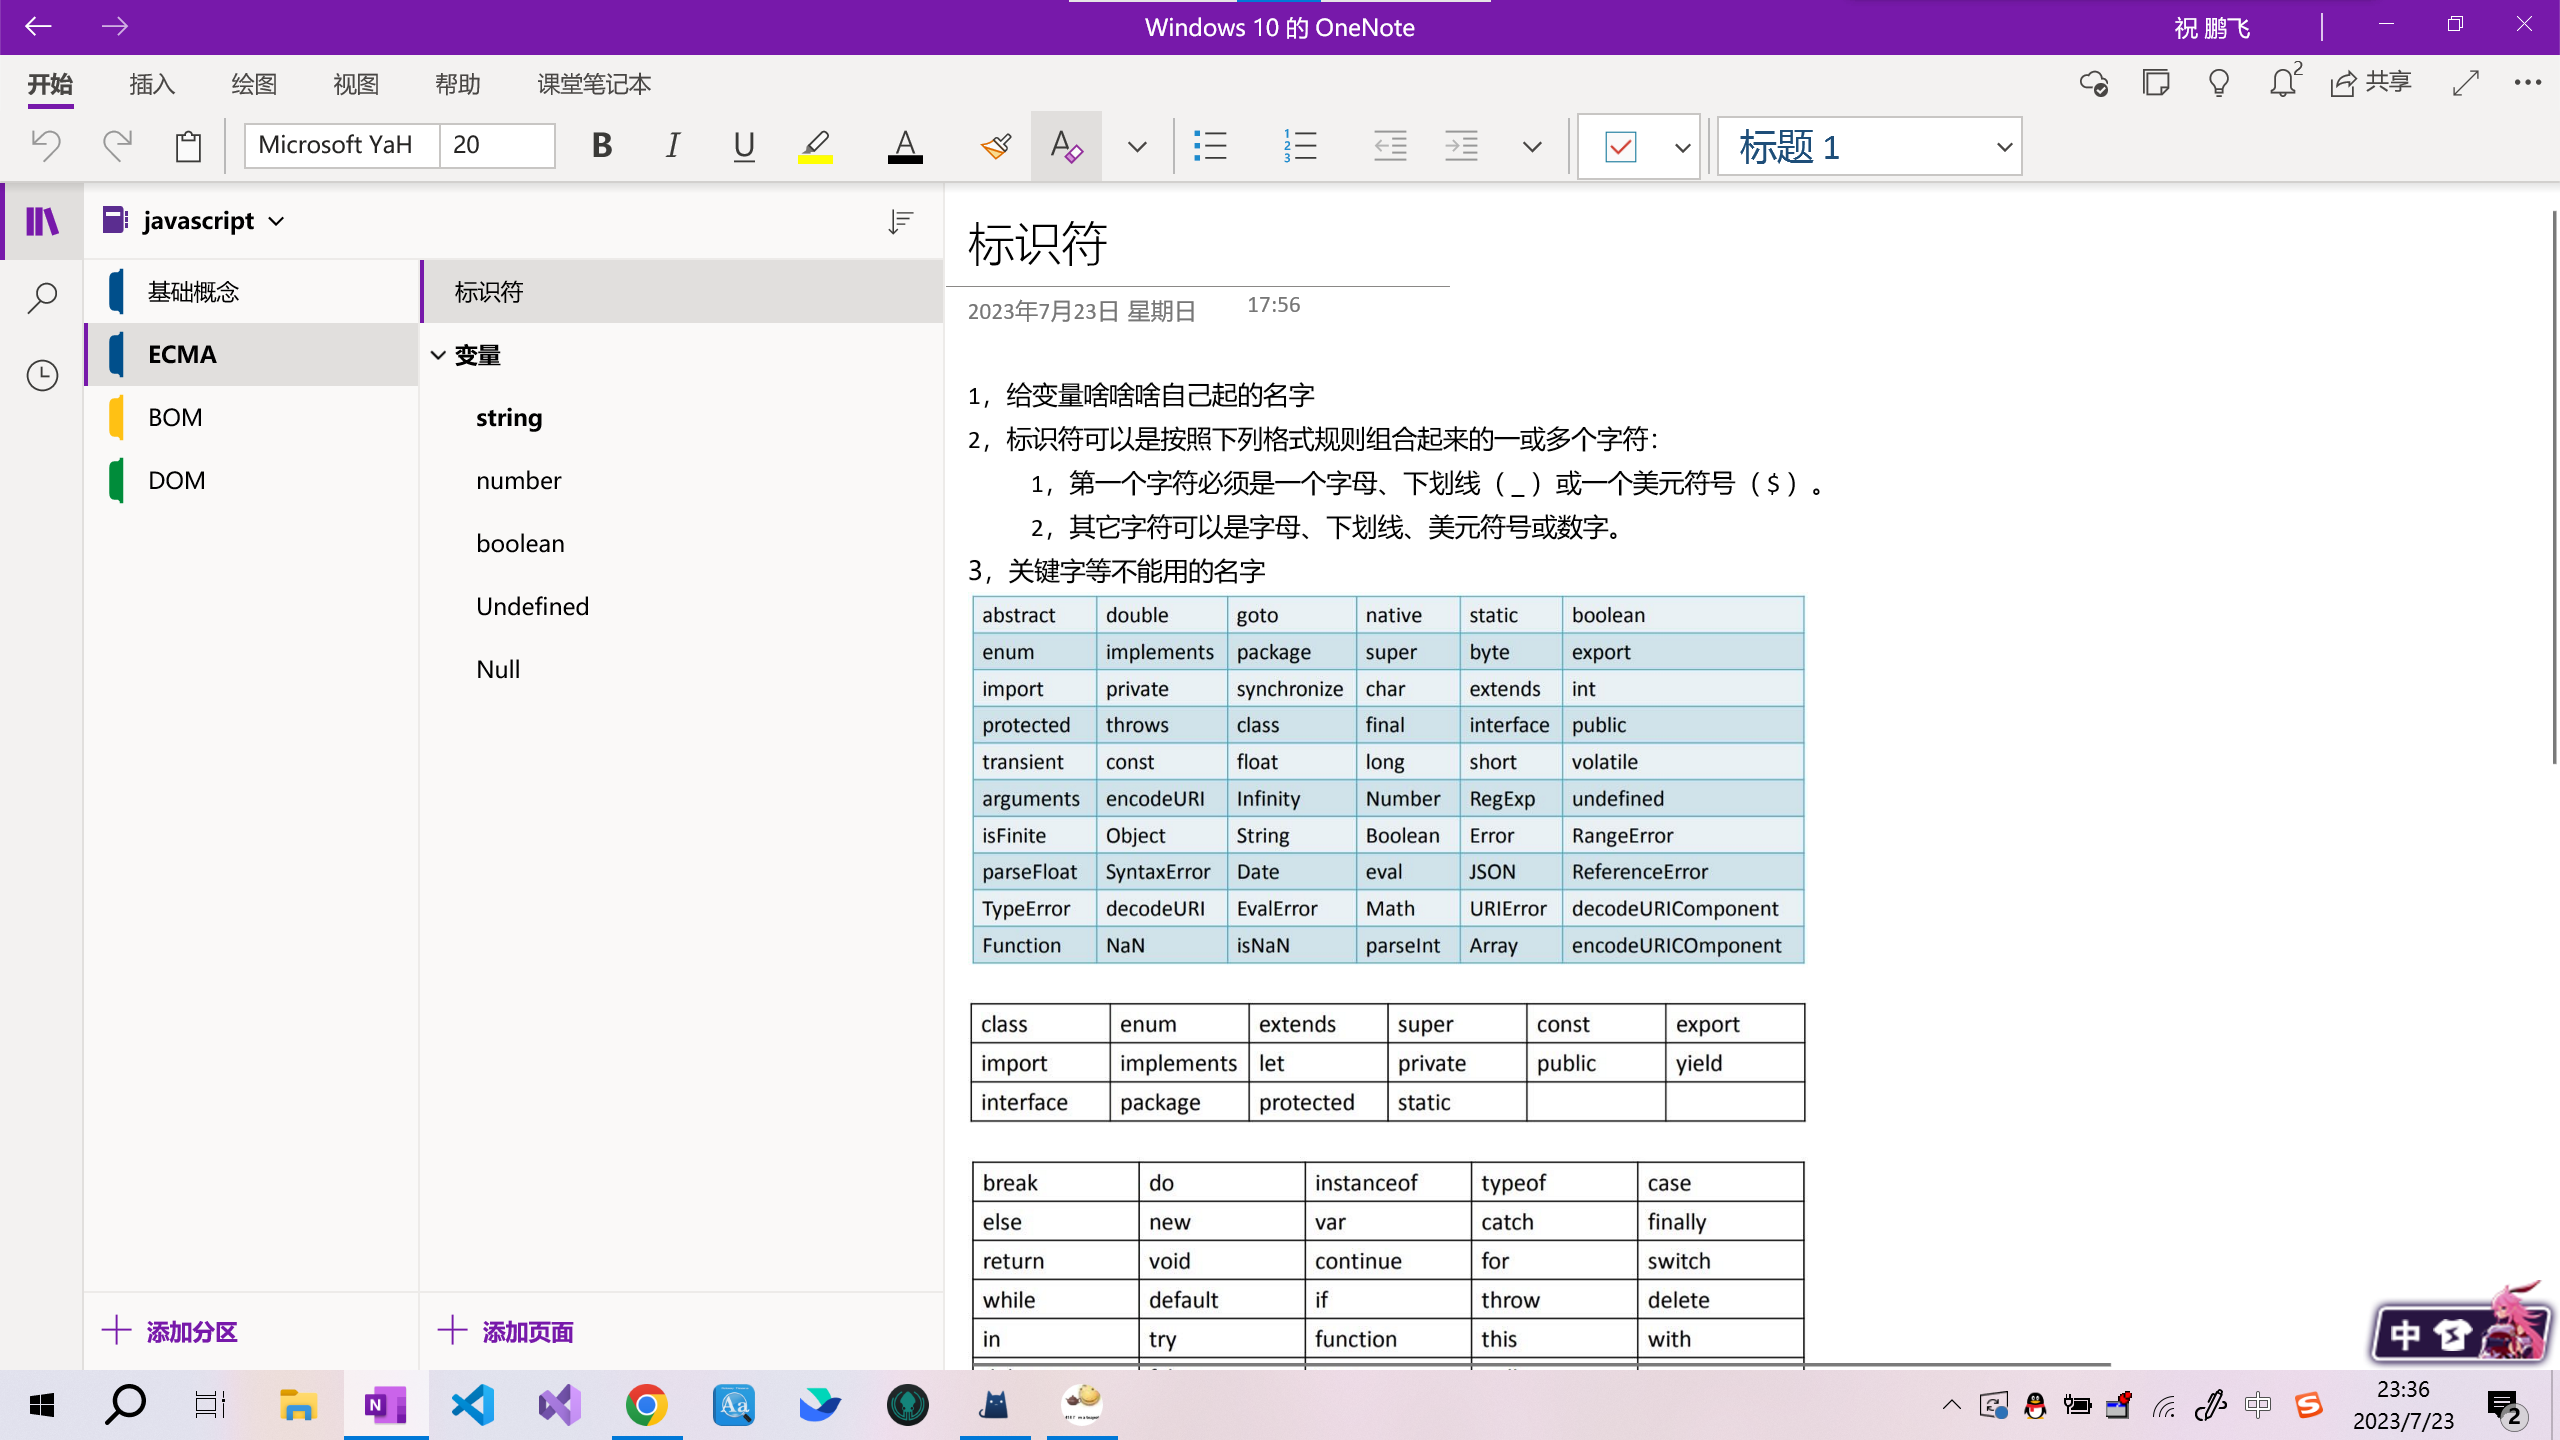 Windows 10 的 OneNote
祝 鹏飞
开始 插入 绘图 视图 帮助 课堂笔记本
2 共享
Microsoft YaH 20 B I U A A 标题 1
javascript
基础概念
ECMA
BOM
DOM
标识符
变量
string
number
boolean
Undefined
Null
添加分区
添加页面
标识符
2023年7月23日 星期日 17:56
1，给变量啥啥啥自己起的名字
2，标识符可以是按照下列格式规则组合起来的一或多个字符：
1，第一个字符必须是一个字母、下划线（ _ ）或一个美元符号（ $ ）。
2，其它字符可以是字母、下划线、美元符号或数字。
3，关键字等不能用的名字
abstract double goto native static boolean
enum implements package super byte export
import private synchronize char extends int
protected throws class final interface public
transient const float long short volatile
arguments encodeURI Infinity Number RegExp undefined
isFinite Object String Boolean Error RangeError
parseFloat SyntaxError Date eval JSON ReferenceError
TypeError decodeURI EvalError Math URIError decodeURIComponent
Function NaN isNaN parseInt Array encodeURICOmponent
class enum extends super const export
import implements let private public yield
interface package protected static
break do instanceof typeof case
else new var catch finally
return void continue for switch
while default if throw delete
in try function this with
中
N Aa 中 S
23:36
2023/7/23
2